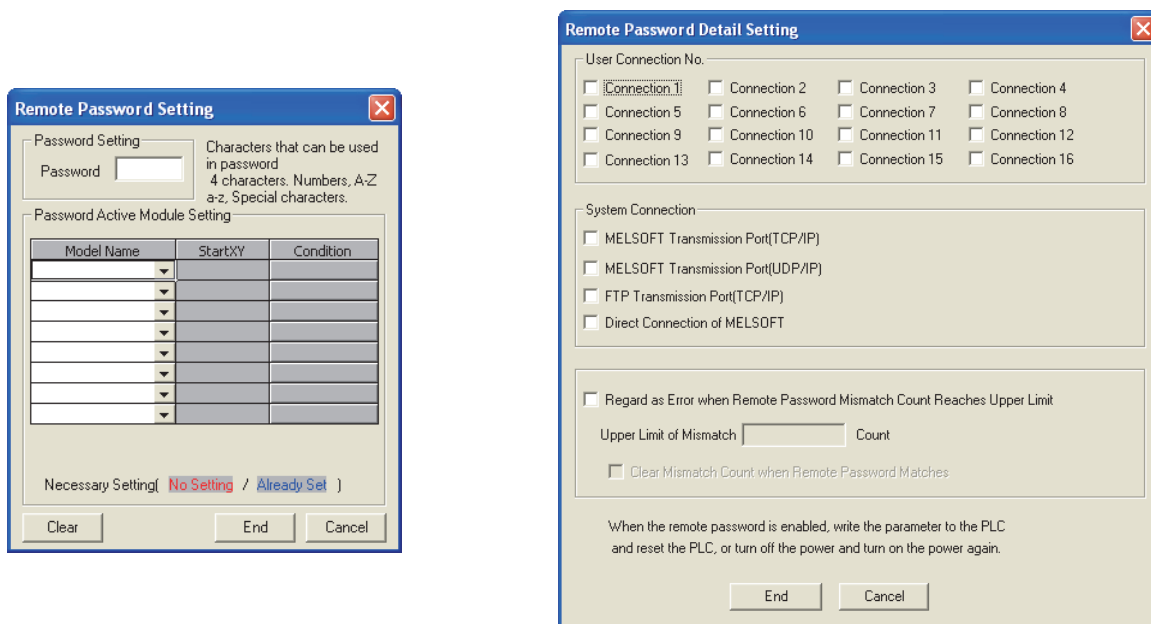 Remote Password Setting
Password Setting
Password
Characters that can be used
in password
4 characters. Numbers, A-Z
a-z, Special characters.
Password Active Module Setting
Model Name StartXY Condition
Necessary Setting( No Setting / Already Set )
Clear End Cancel
Remote Password Detail Setting
User Connection No.
Connection 1 Connection 2 Connection 3 Connection 4
Connection 5 Connection 6 Connection 7 Connection 8
Connection 9 Connection 10 Connection 11 Connection 12
Connection 13 Connection 14 Connection 15 Connection 16
System Connection
MELSOFT Transmission Port(TCP/IP)
MELSOFT Transmission Port(UDP/IP)
FTP Transmission Port(TCP/IP)
Direct Connection of MELSOFT
Regard as Error when Remote Password Mismatch Count Reaches Upper Limit
Upper Limit of Mismatch Count
Clear Mismatch Count when Remote Password Matches
When the remote password is enabled, write the parameter to the PLC
and reset the PLC, or turn off the power and turn on the power again.
End Cancel